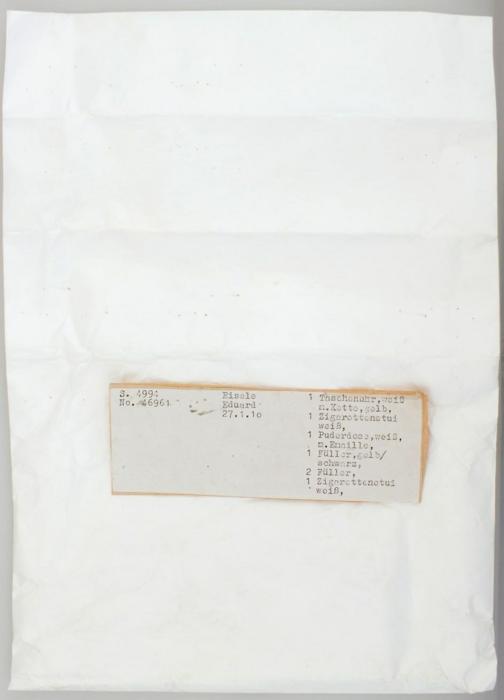 S. 4994
No. 46961
Eisele
Eduard
27.1.10
1 Taschenuhr,weiß
m.Kette,gelb,
1 Zigarettenetui
weiß,
1 Puderdose,weiß,
m.Emaille,
1 Füller,gelb/
schwarz,
2 Füller,
1 Zigarettenetui
weiß,